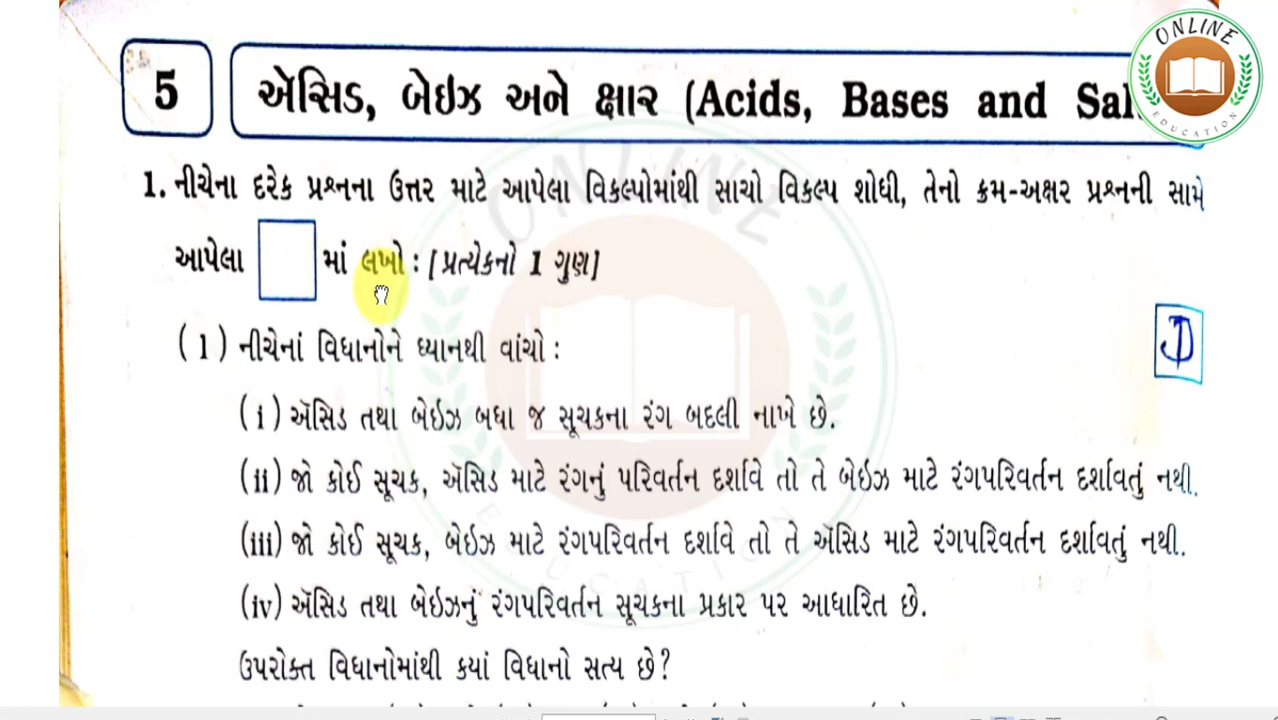 ONLINE
EDUCATION
5
ઍસિડ, બેઇઝ અને ક્ષાર (Acids, Bases and Sal
1. નીચેના દરેક પ્રશ્નના ઉત્તર માટે આપેલા વિકલ્પોમાંથી સાચો વિકલ્પ શોધી, તેનો ક્રમ-અક્ષર પ્રશ્નની સામે
આપેલા માં લખો : [પ્રત્યેકનો 1 ગુણ]
(1) નીચેનાં વિધાનોને ધ્યાનથી વાંચો : D
(i) ઍસિડ તથા બેઇઝ બધા જ સૂચકના રંગ બદલી નાખે છે.
(ii) જો કોઈ સૂચક, ઍસિડ માટે રંગનું પરિવર્તન દર્શાવે તો તે બેઇઝ માટે રંગપરિવર્તન દર્શાવતું નથી.
(iii) જો કોઈ સૂચક, બેઇઝ માટે રંગપરિવર્તન દર્શાવે તો તે ઍસિડ માટે રંગપરિવર્તન દર્શાવતું નથી.
(iv) ઍસિડ તથા બેઇઝનું રંગપરિવર્તન સૂચકના પ્રકાર પર આધારિત છે.
ઉપરોક્ત વિધાનોમાંથી કયાં વિધાનો સત્ય છે?